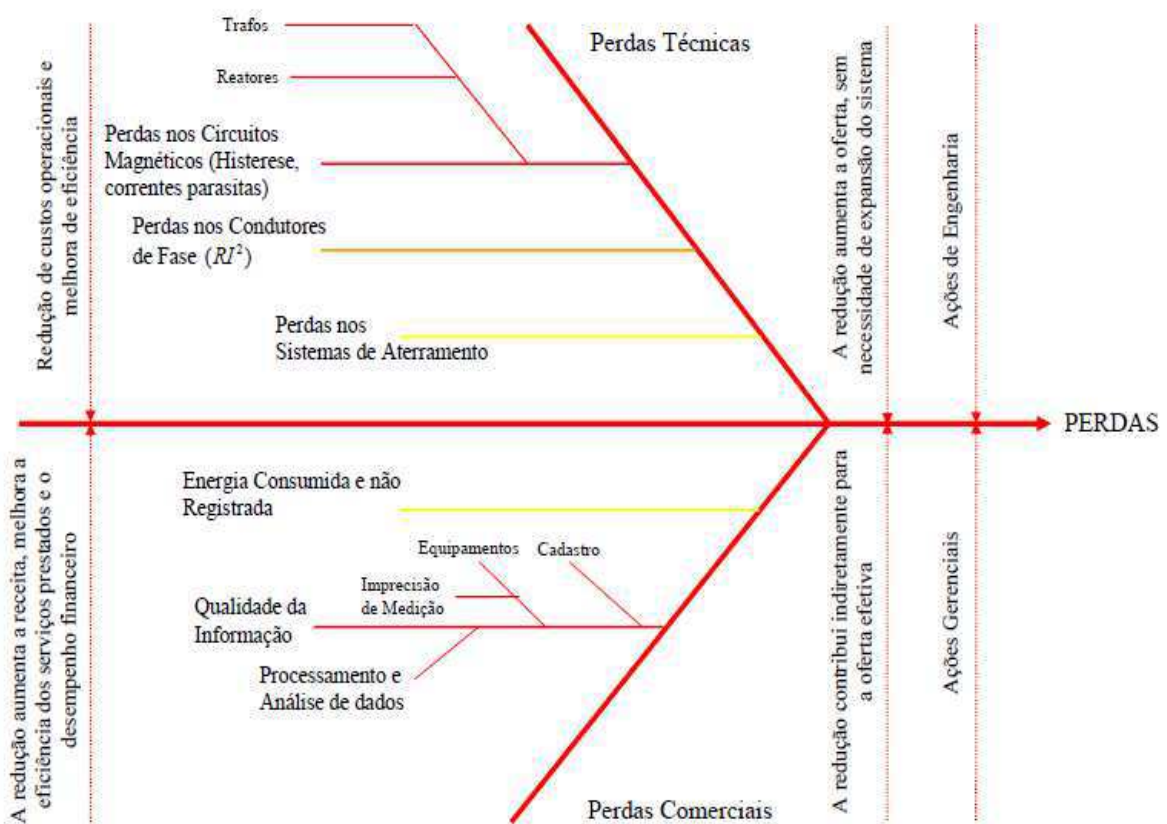 Trafos
Perdas Técnicas
Reatores
Perdas nos Circuitos
Magnéticos (Histerese,
correntes parasitas)
Perdas nos Condutores
de Fase (RI²)
Perdas nos
Sistemas de Aterramento
Redução de custos operacionais e
melhora de eficiência
A redução aumenta a oferta, sem
necessidade de expansão do sistema
Ações de Engenharia
PERDAS
Energia Consumida e não
Registrada
Equipamentos
Cadastro
Imprecisão
de Medição
Qualidade da
Informação
Processamento e
Análise de dados
Perdas Comerciais
A redução aumenta a receita, melhora a
eficiência dos serviços prestados e o
desempenho financeiro
A redução contribui indiretamente para
a oferta efetiva
Ações Gerenciais